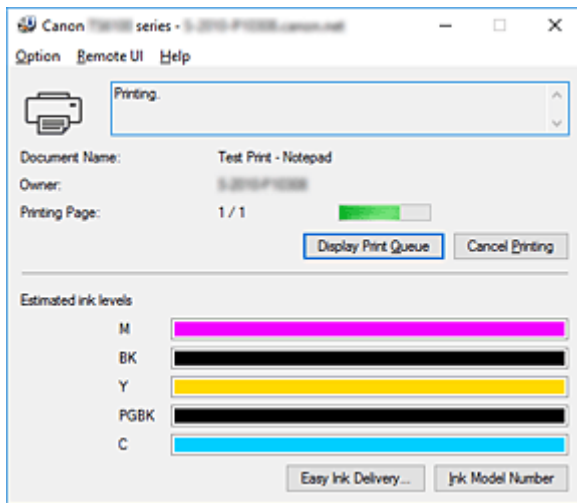 Canon series -
Option Remote UI Help
Printing.
Document Name: Test Print - Notepad
Owner:
Printing Page: 1 / 1
Display Print Queue Cancel Printing
Estimated ink levels
M
BK
Y
PGBK
C
Easy Ink Delivery... Ink Model Number